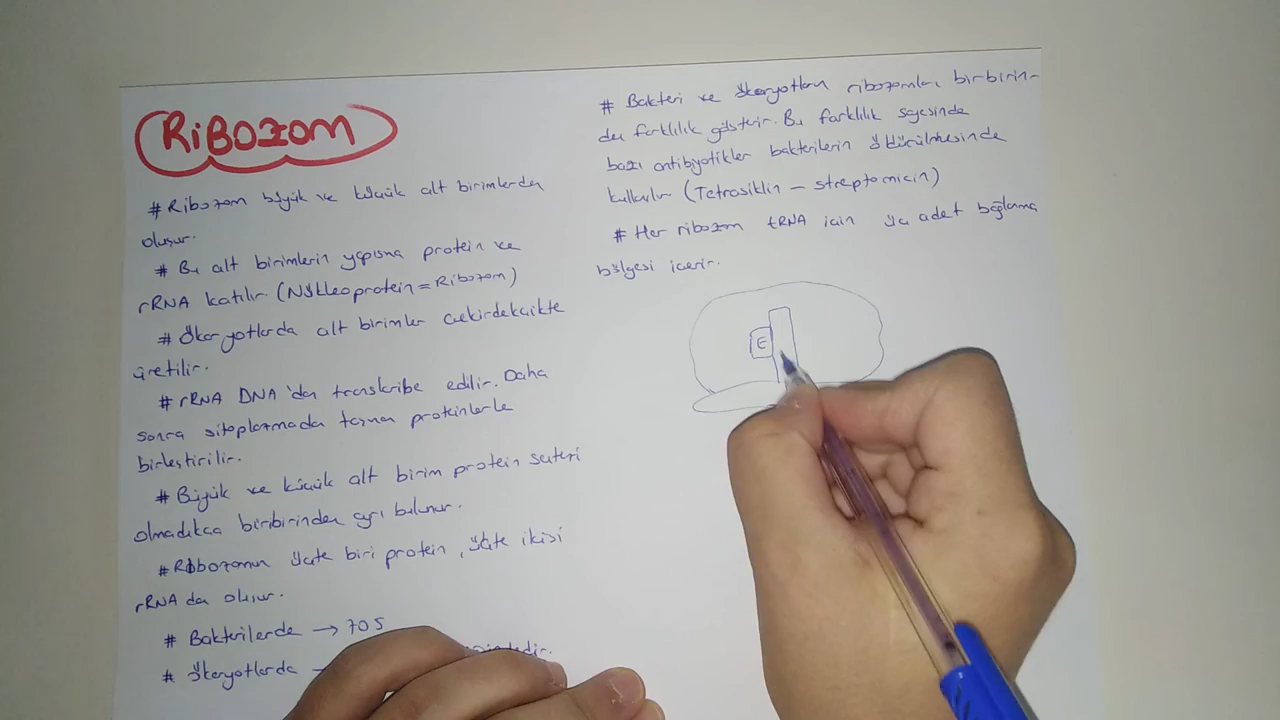 RiBozom
# Ribozom büyük ve küçük alt birimlerden
oluşur.
# Bu alt birimlerin yapısına protein ve
rRNA katılır. (Nükleoprotein = Ribozom)
# Ökaryotlarda alt birimler çekirdekçikte
üretilir.
# rRNA DNA'dan transkribe edilir. Daha
sonra sitoplazmada taşınan proteinlerle
birleştirilir.
# Büyük ve küçük alt birim protein sentezi
olmadıkça birbirinden ayrı bulunur.
# Ribozomun üçte biri protein, üçte ikisi
rRNA'dan oluşur.
# Bakterilerde → 70S
# Ökaryotlarda →
# Bakteri ve ökaryotların ribozomları birbirin-
den farklılık gösterir. Bu farklılık sayesinde
bazı antibiyotikler bakterilerin öldürülmesinde
kullanılır (Tetrasiklin - streptomicin)
# Her ribozom tRNA için üç adet bağlanma
bölgesi içerir.
E